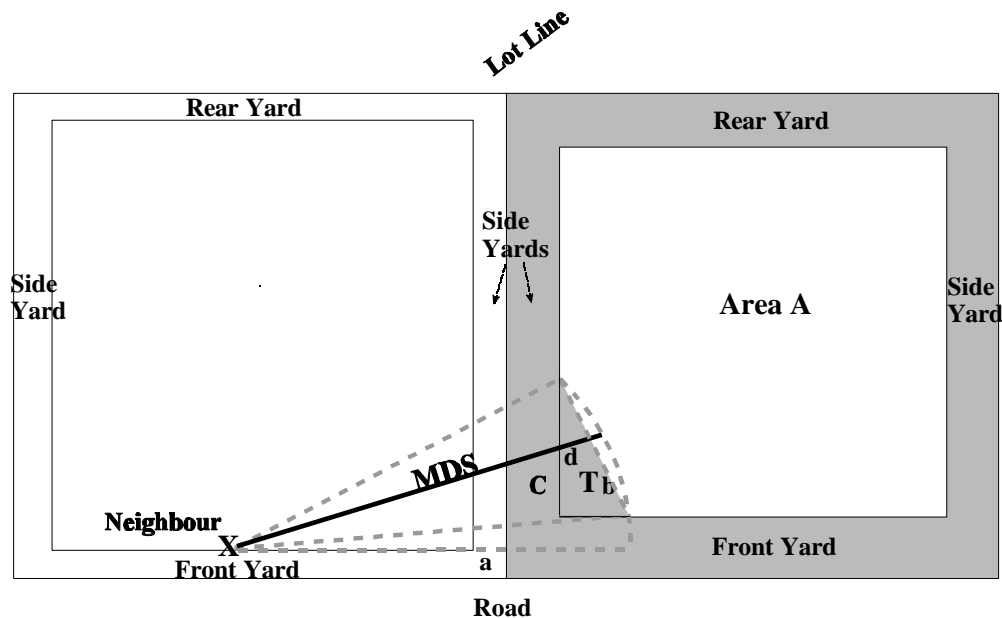 Lot Line
Rear Yard
Rear Yard
Side
Yards
Side
Yard
Side
Yard
Area A
MDS
d
C
T
b
Neighbour
X
a
Front Yard
Front Yard
Road